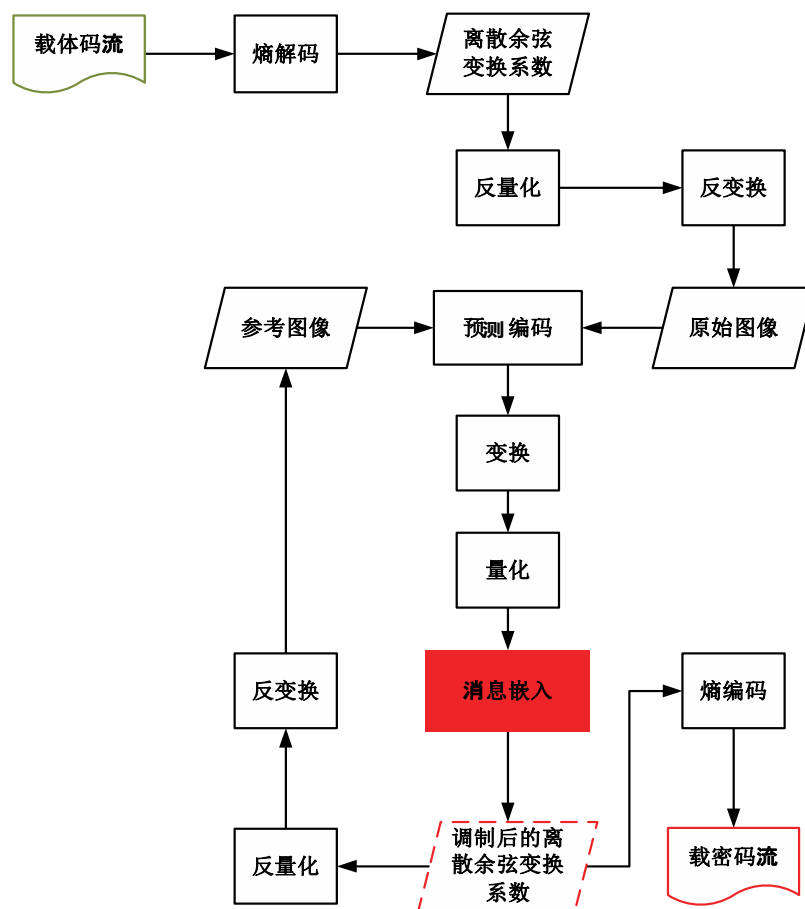 载体码流
熵解码
离散余弦
变换系数
反量化
反变换
参考图像
预测编码
原始图像
变换
量化
反变换
消息嵌入
熵编码
反量化
调制后的离
散余弦变换
系数
载密码流